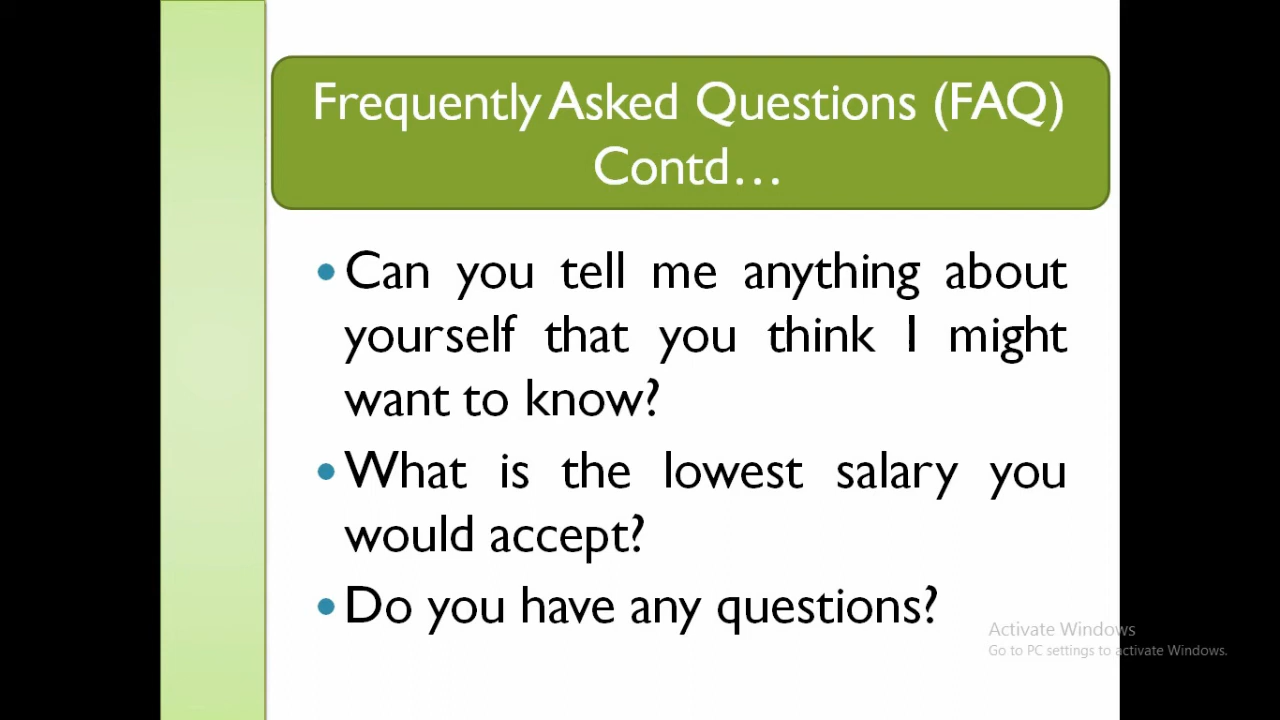 Frequently Asked Questions (FAQ)
Contd…
• Can you tell me anything about
yourself that you think I might
want to know?
• What is the lowest salary you
would accept?
• Do you have any questions?
Activate Windows
Go to PC settings to activate Windows.